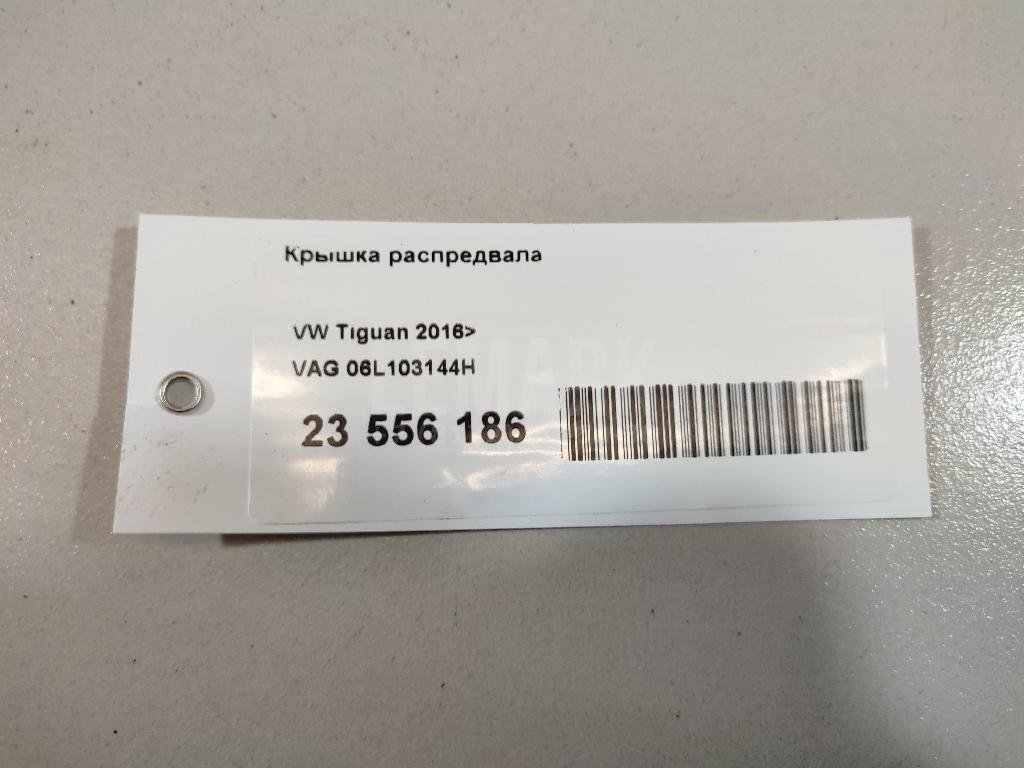 Крышка распредвала
VW Tiguan 2016>
VAG 06L103144H
23 556 186